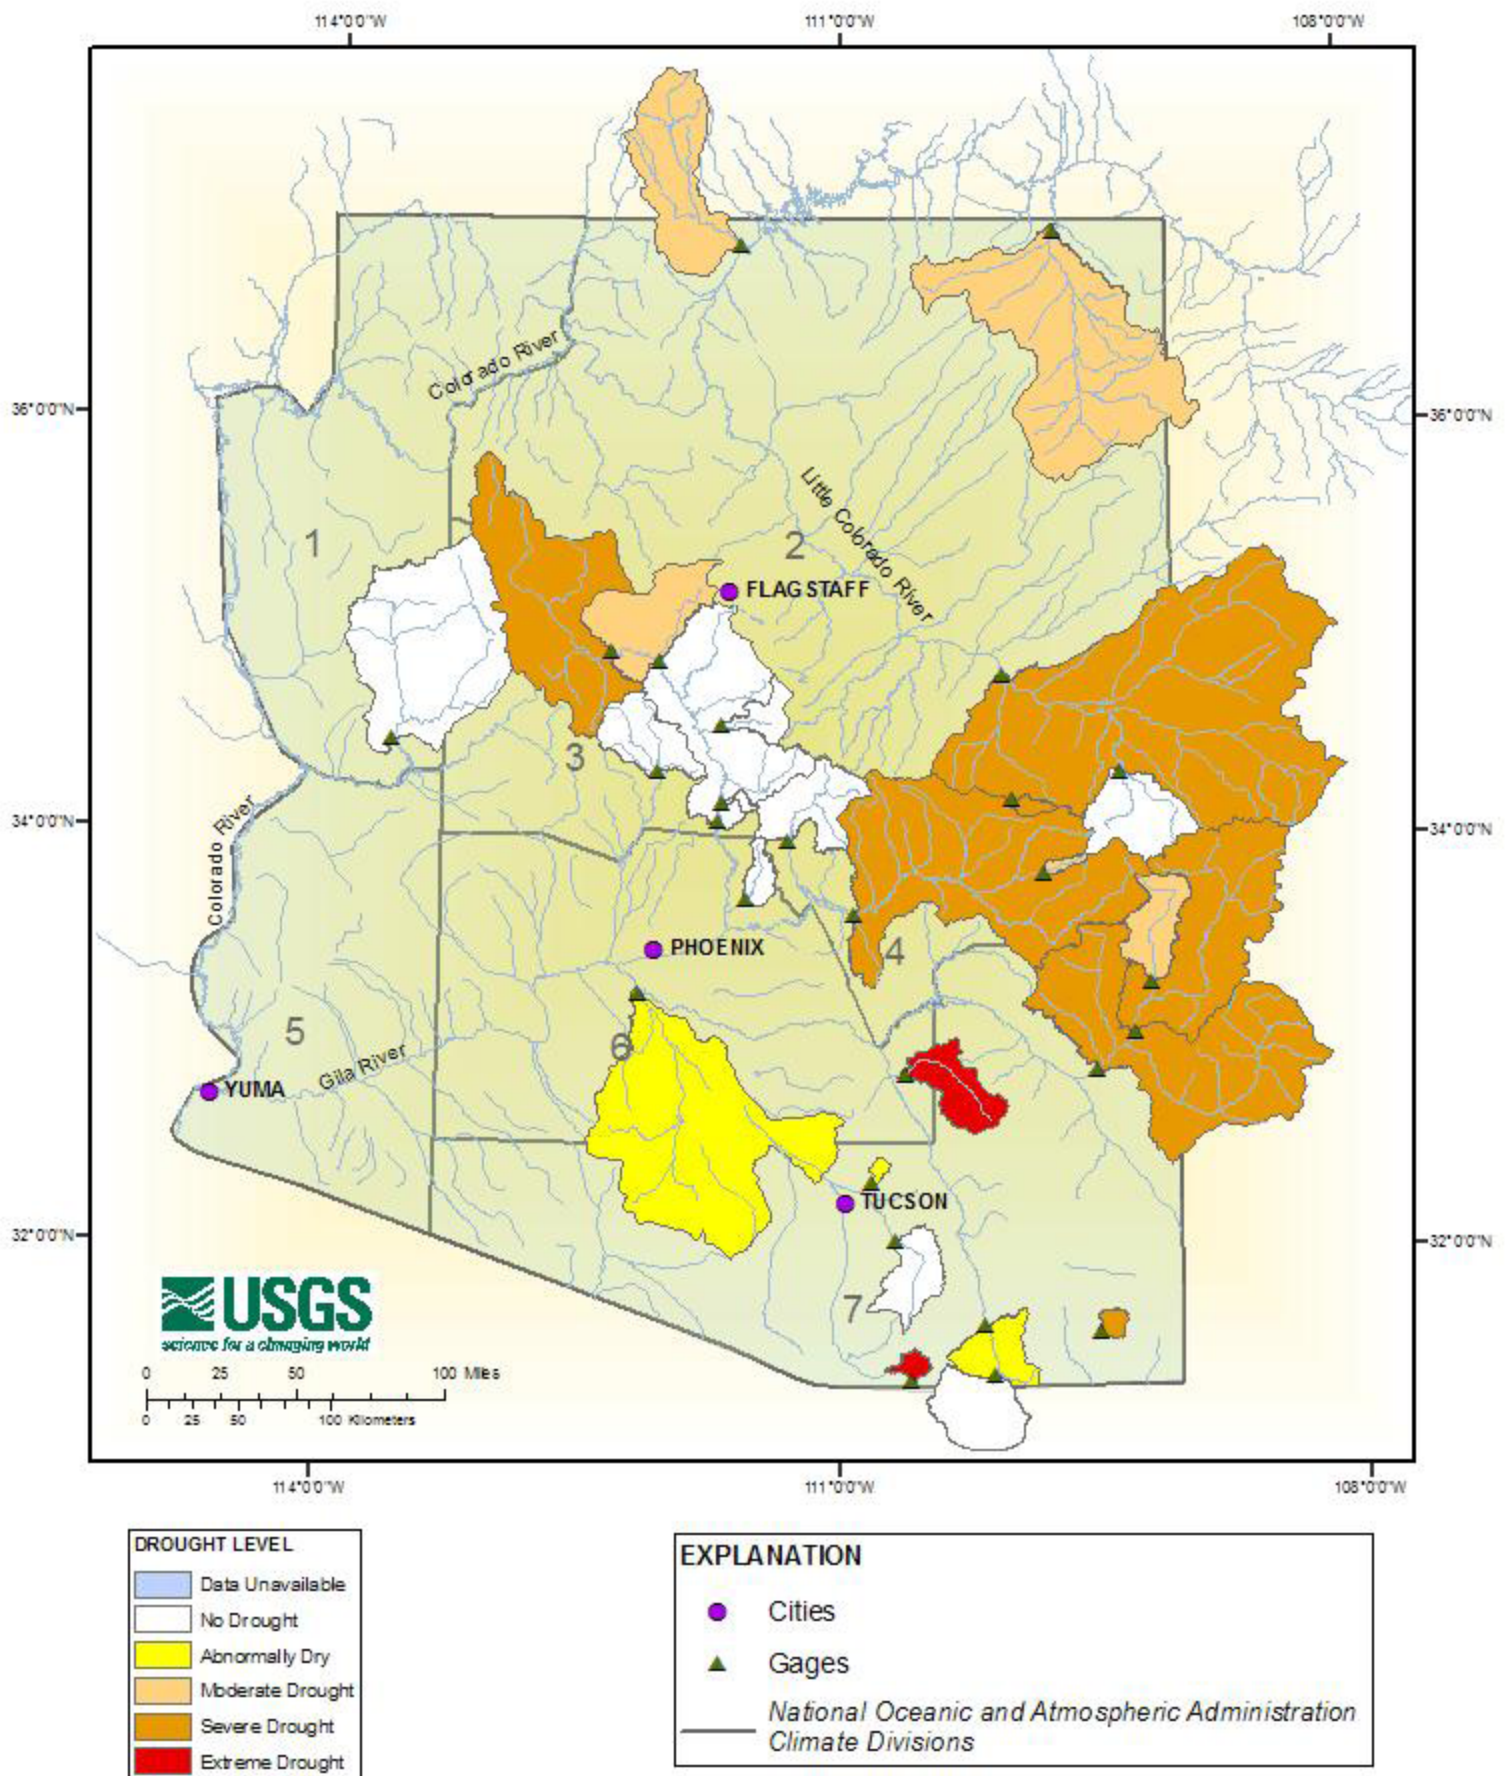 114°0'0"W
111°0'0"W
108°0'0"W
36°0'0"N
36°0'0"N
Colorado River
Little Colorado River
1
2
FLAGSTAFF
3
34°0'0"N
34°0'0"N
Colorado River
PHOENIX
4
5
6
Gila River
YUMA
TUCSON
32°0'0"N
32°0'0"N
7
USGS
science for a changing world
0 25 50 100 Miles
0 25 50 100 Kilometers
114°0'0"W
111°0'0"W
108°0'0"W
DROUGHT LEVEL
Data Unavailable
No Drought
Abnormally Dry
Moderate Drought
Severe Drought
Extreme Drought
EXPLANATION
Cities
Gages
National Oceanic and Atmospheric Administration
Climate Divisions